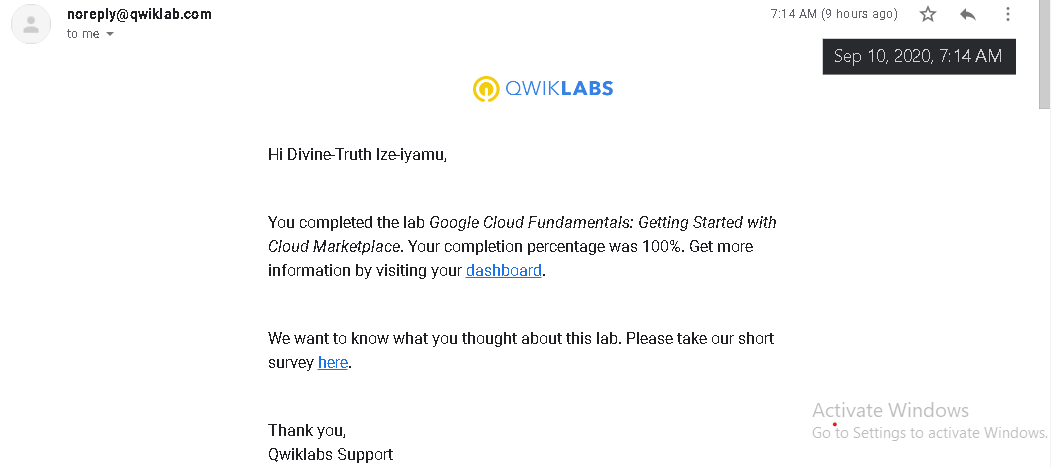 noreply@qwiklab.com
7:14 AM (9 hours ago)
to me
Sep 10, 2020, 7:14 AM
QWIKLABS
Hi Divine-Truth Ize-iyamu,
You completed the lab Google Cloud Fundamentals: Getting Started with
Cloud Marketplace. Your completion percentage was 100%. Get more
information by visiting your dashboard.
We want to know what you thought about this lab. Please take our short
survey here.
Thank you,
Qwiklabs Support
Activate Windows
Go to Settings to activate Windows.